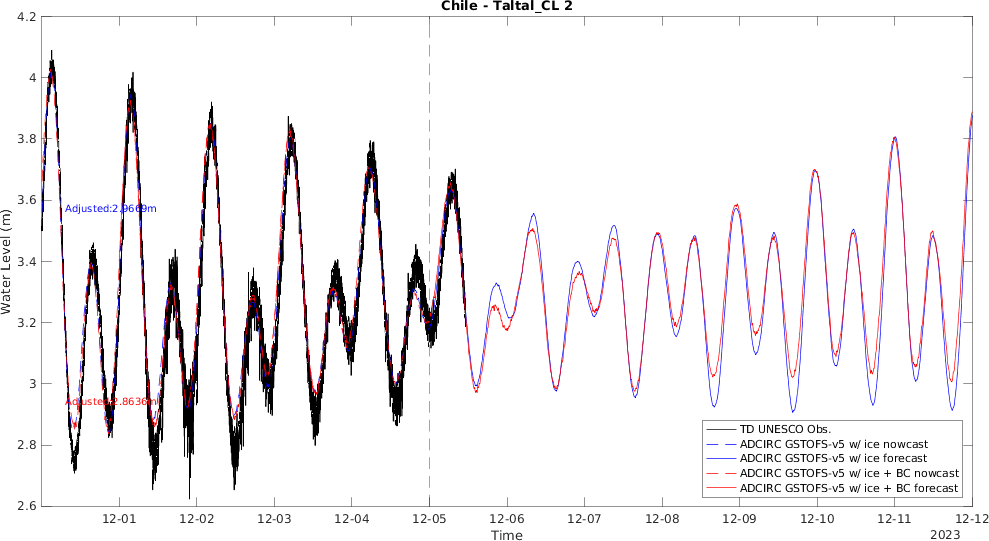 Chile - Taltal_CL 2
4.2
4
3.8
3.6
3.4
3.2
3
2.8
2.6
Water Level (m)
Adjusted:2.9669m
Adjusted:2.8636m
TD UNESCO Obs.
ADCIRC GSTOFS-v5 w/ ice nowcast
ADCIRC GSTOFS-v5 w/ ice forecast
ADCIRC GSTOFS-v5 w/ ice + BC nowcast
ADCIRC GSTOFS-v5 w/ ice + BC forecast
12-01 12-02 12-03 12-04 12-05 12-06 12-07 12-08 12-09 12-10 12-11 12-12
Time
2023